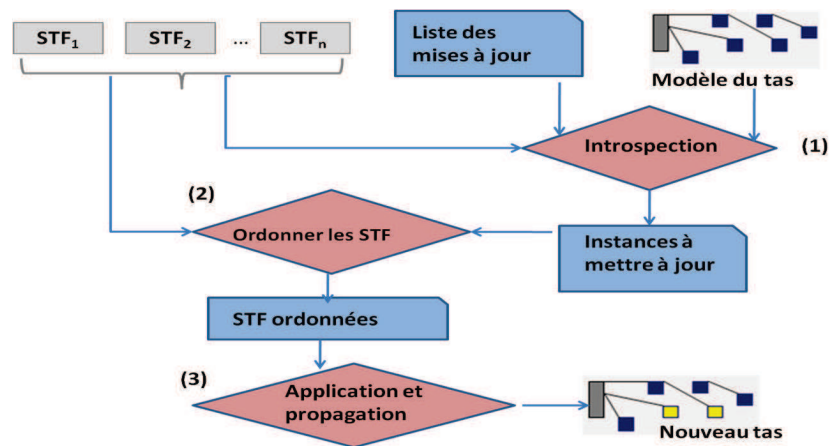 STF1 STF2 ... STFn
Liste des
mises à jour
Modèle du tas
Introspection
(1)
(2)
Ordonner les STF
Instances à
mettre à jour
STF ordonnées
(3)
Application et
propagation
Nouveau tas